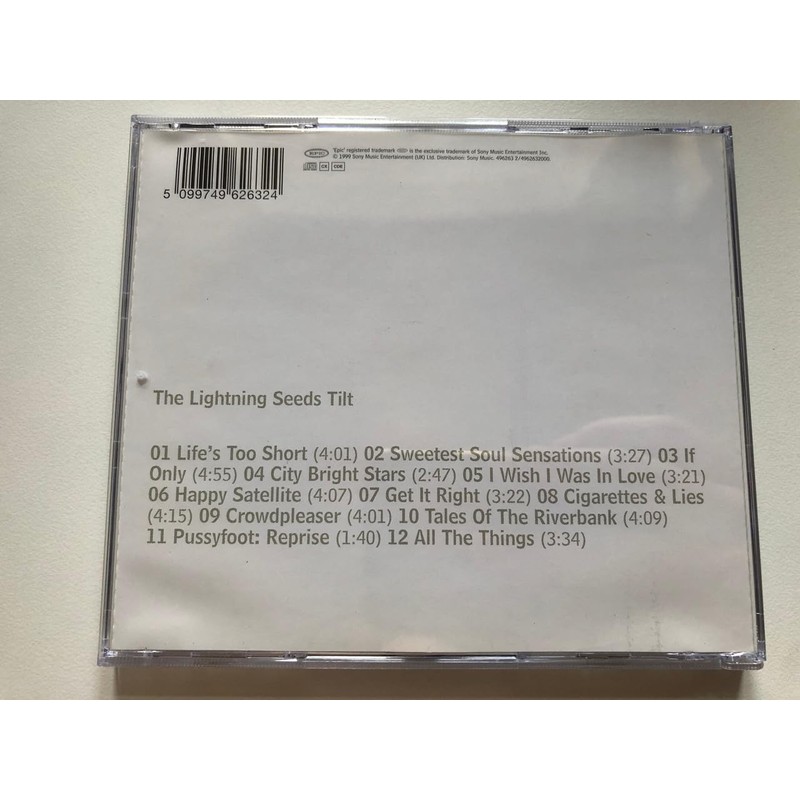 'Epic' registered trademark is the exclusive trademark of Sony Music Entertainment Inc.
℗ 1999 Sony Music Entertainment (UK) Ltd. Distribution: Sony Music. 496263 2/4962632000
5 099749 626324
The Lightning Seeds Tilt
01 Life's Too Short (4:01) 02 Sweetest Soul Sensations (3:27) 03 If
Only (4:55) 04 City Bright Stars (2:47) 05 I Wish I Was In Love (3:21)
06 Happy Satellite (4:07) 07 Get It Right (3:22) 08 Cigarettes & Lies
(4:15) 09 Crowdpleaser (4:01) 10 Tales Of The Riverbank (4:09)
11 Pussyfoot: Reprise (1:40) 12 All The Things (3:34)